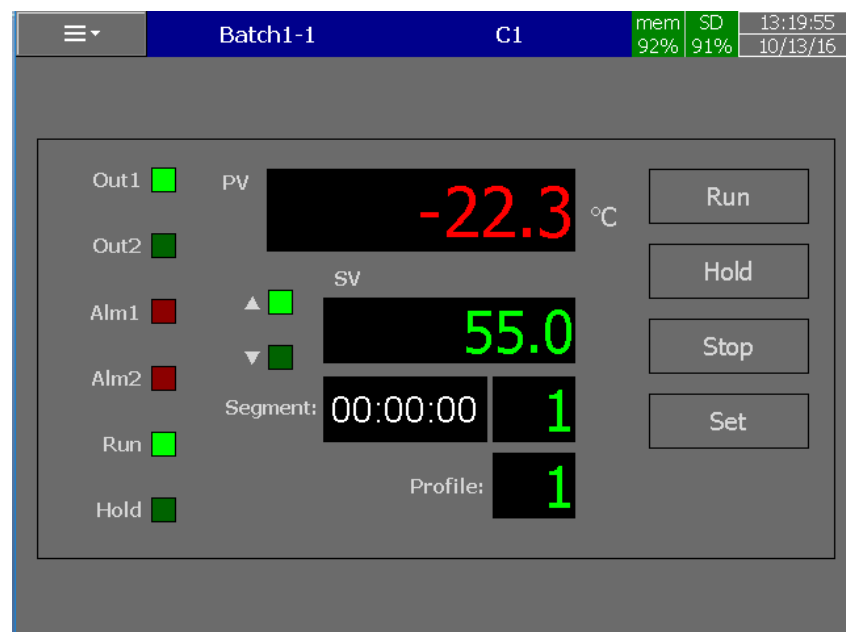 Batch1-1 C1 mem SD 13:19:55
92% 91% 10/13/16
Out1 PV -22.3 °C Run
Out2
SV Hold
Alm1 55.0
Stop
Alm2
Segment: 00:00:00 1 Set
Run
Profile: 1
Hold